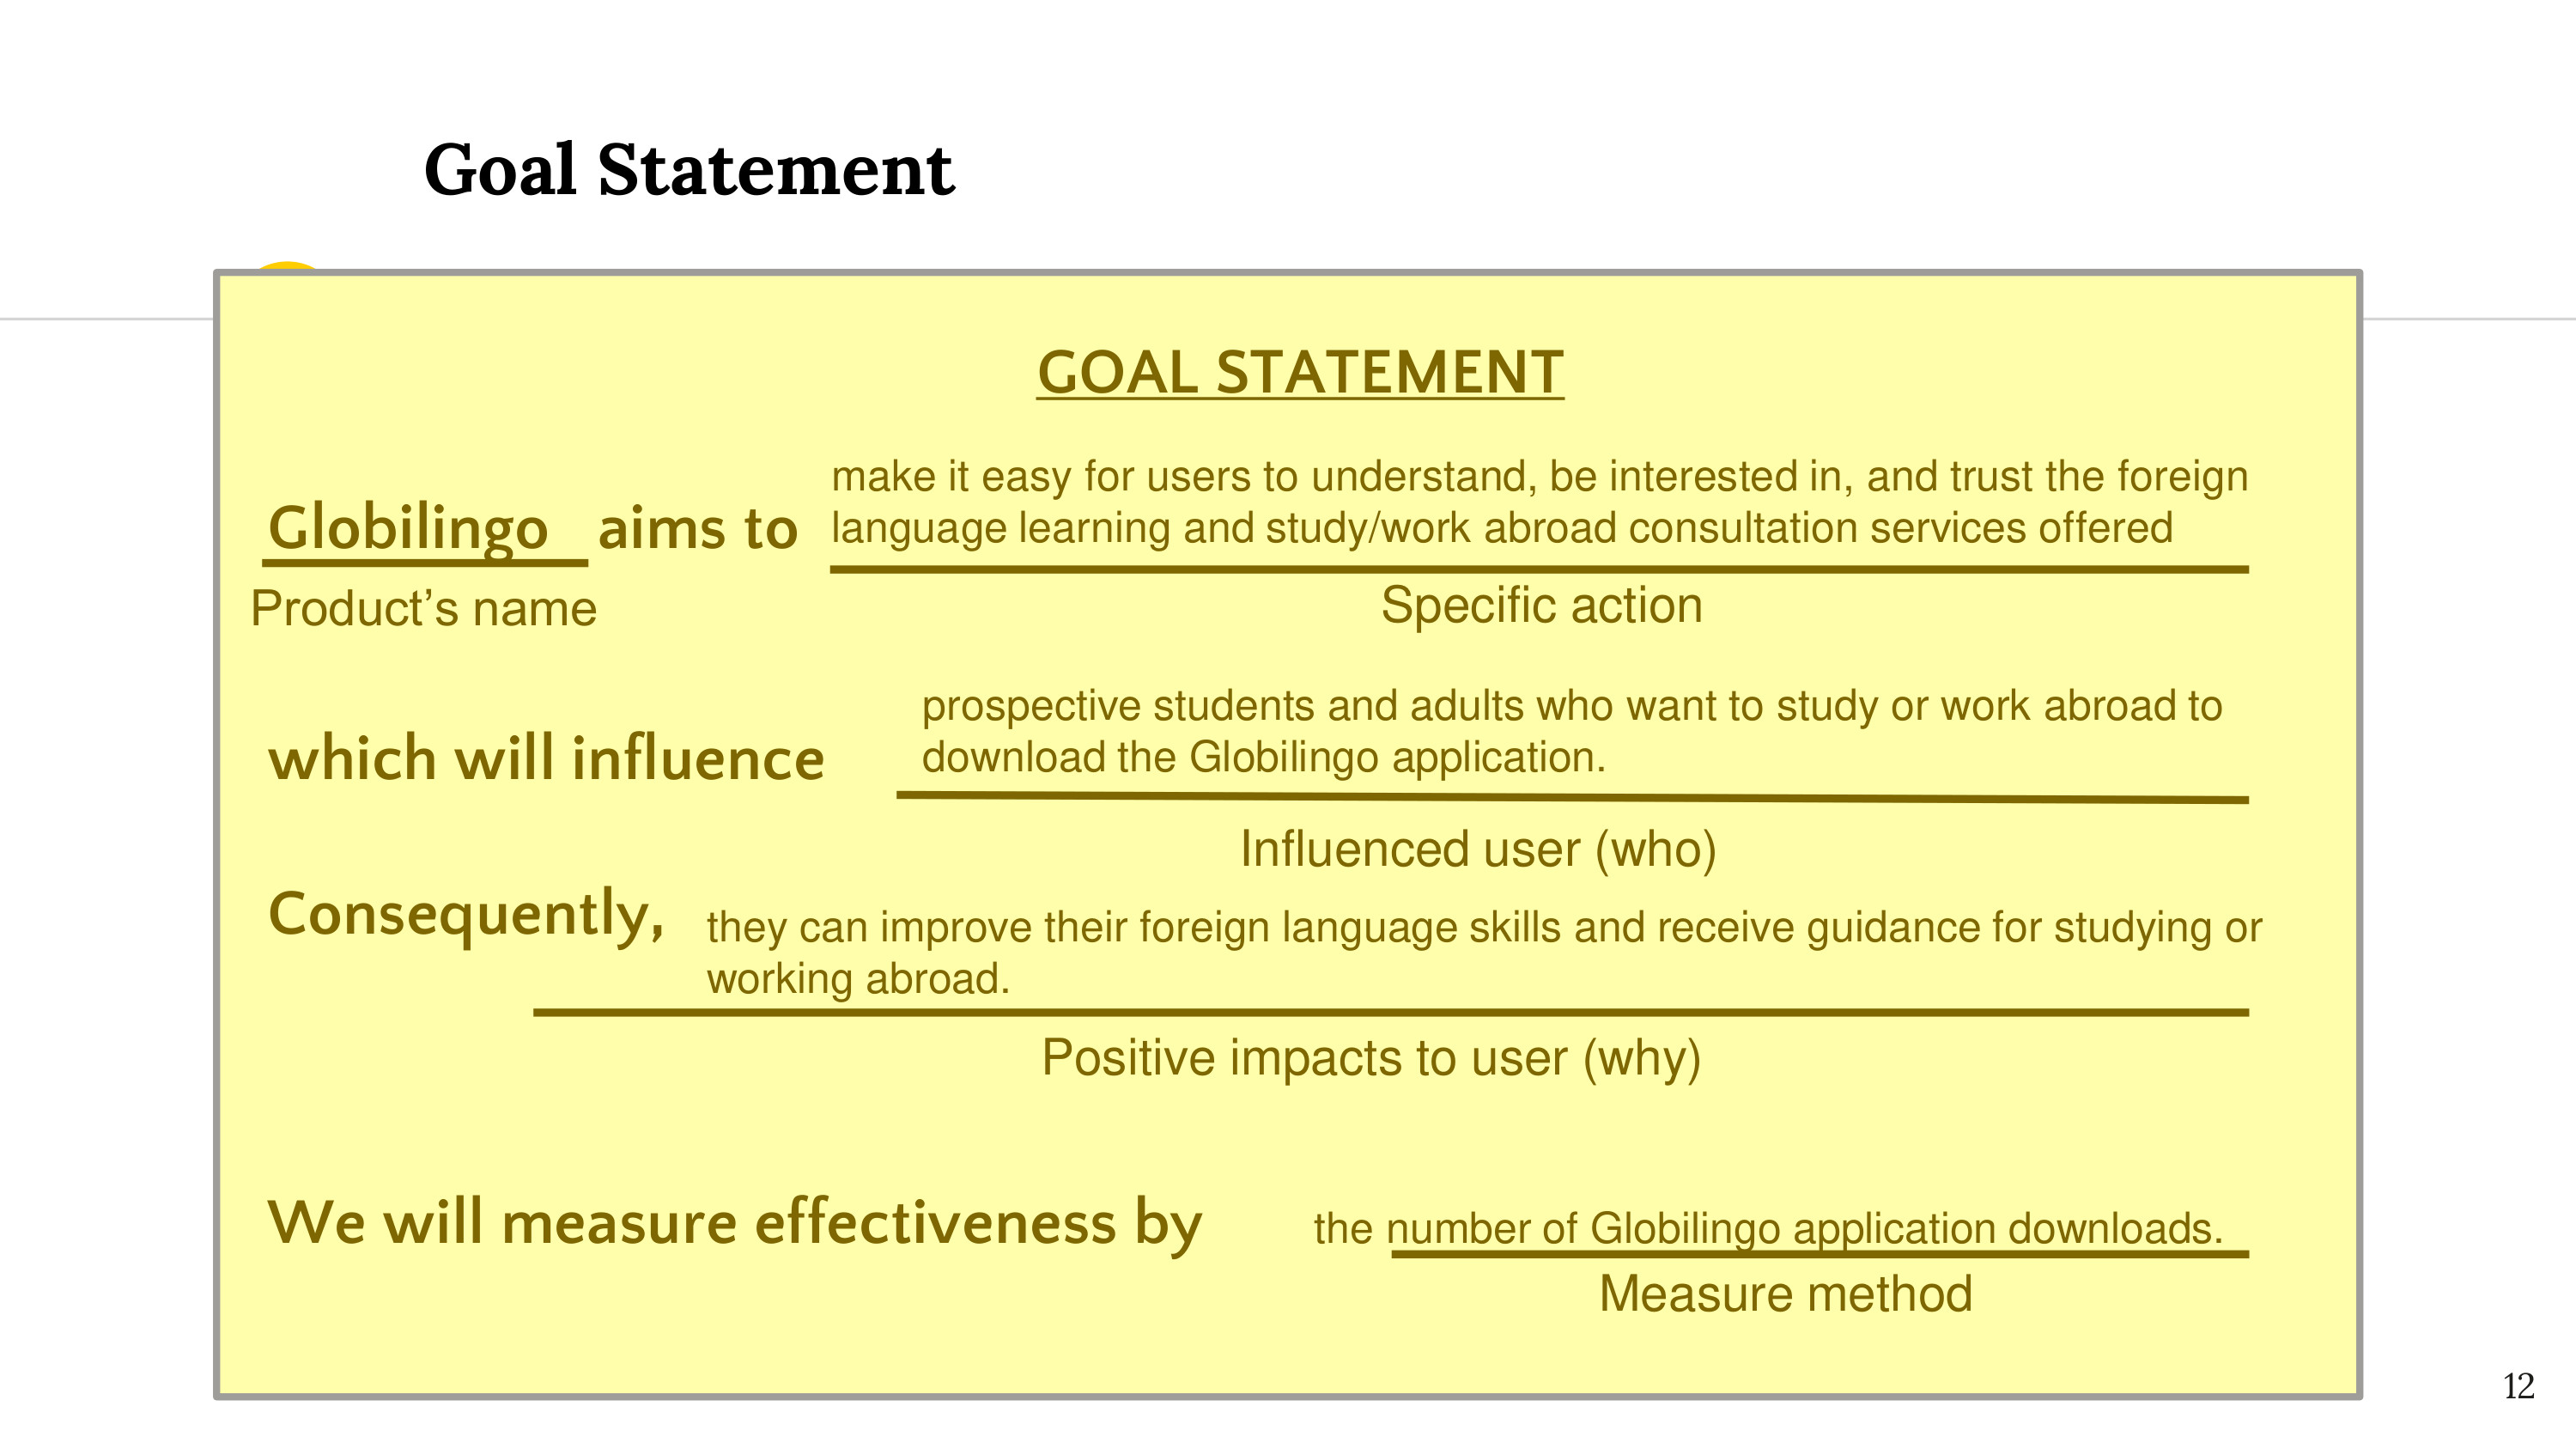 Goal Statement
GOAL STATEMENT
make it easy for users to understand, be interested in, and trust the foreign
Globilingo aims to language learning and study/work abroad consultation services offered
Product’s name
Specific action
prospective students and adults who want to study or work abroad to
which will influence download the Globilingo application.
Influenced user (who)
Consequently, they can improve their foreign language skills and receive guidance for studying or
working abroad.
Positive impacts to user (why)
We will measure effectiveness by the number of Globilingo application downloads.
Measure method
12